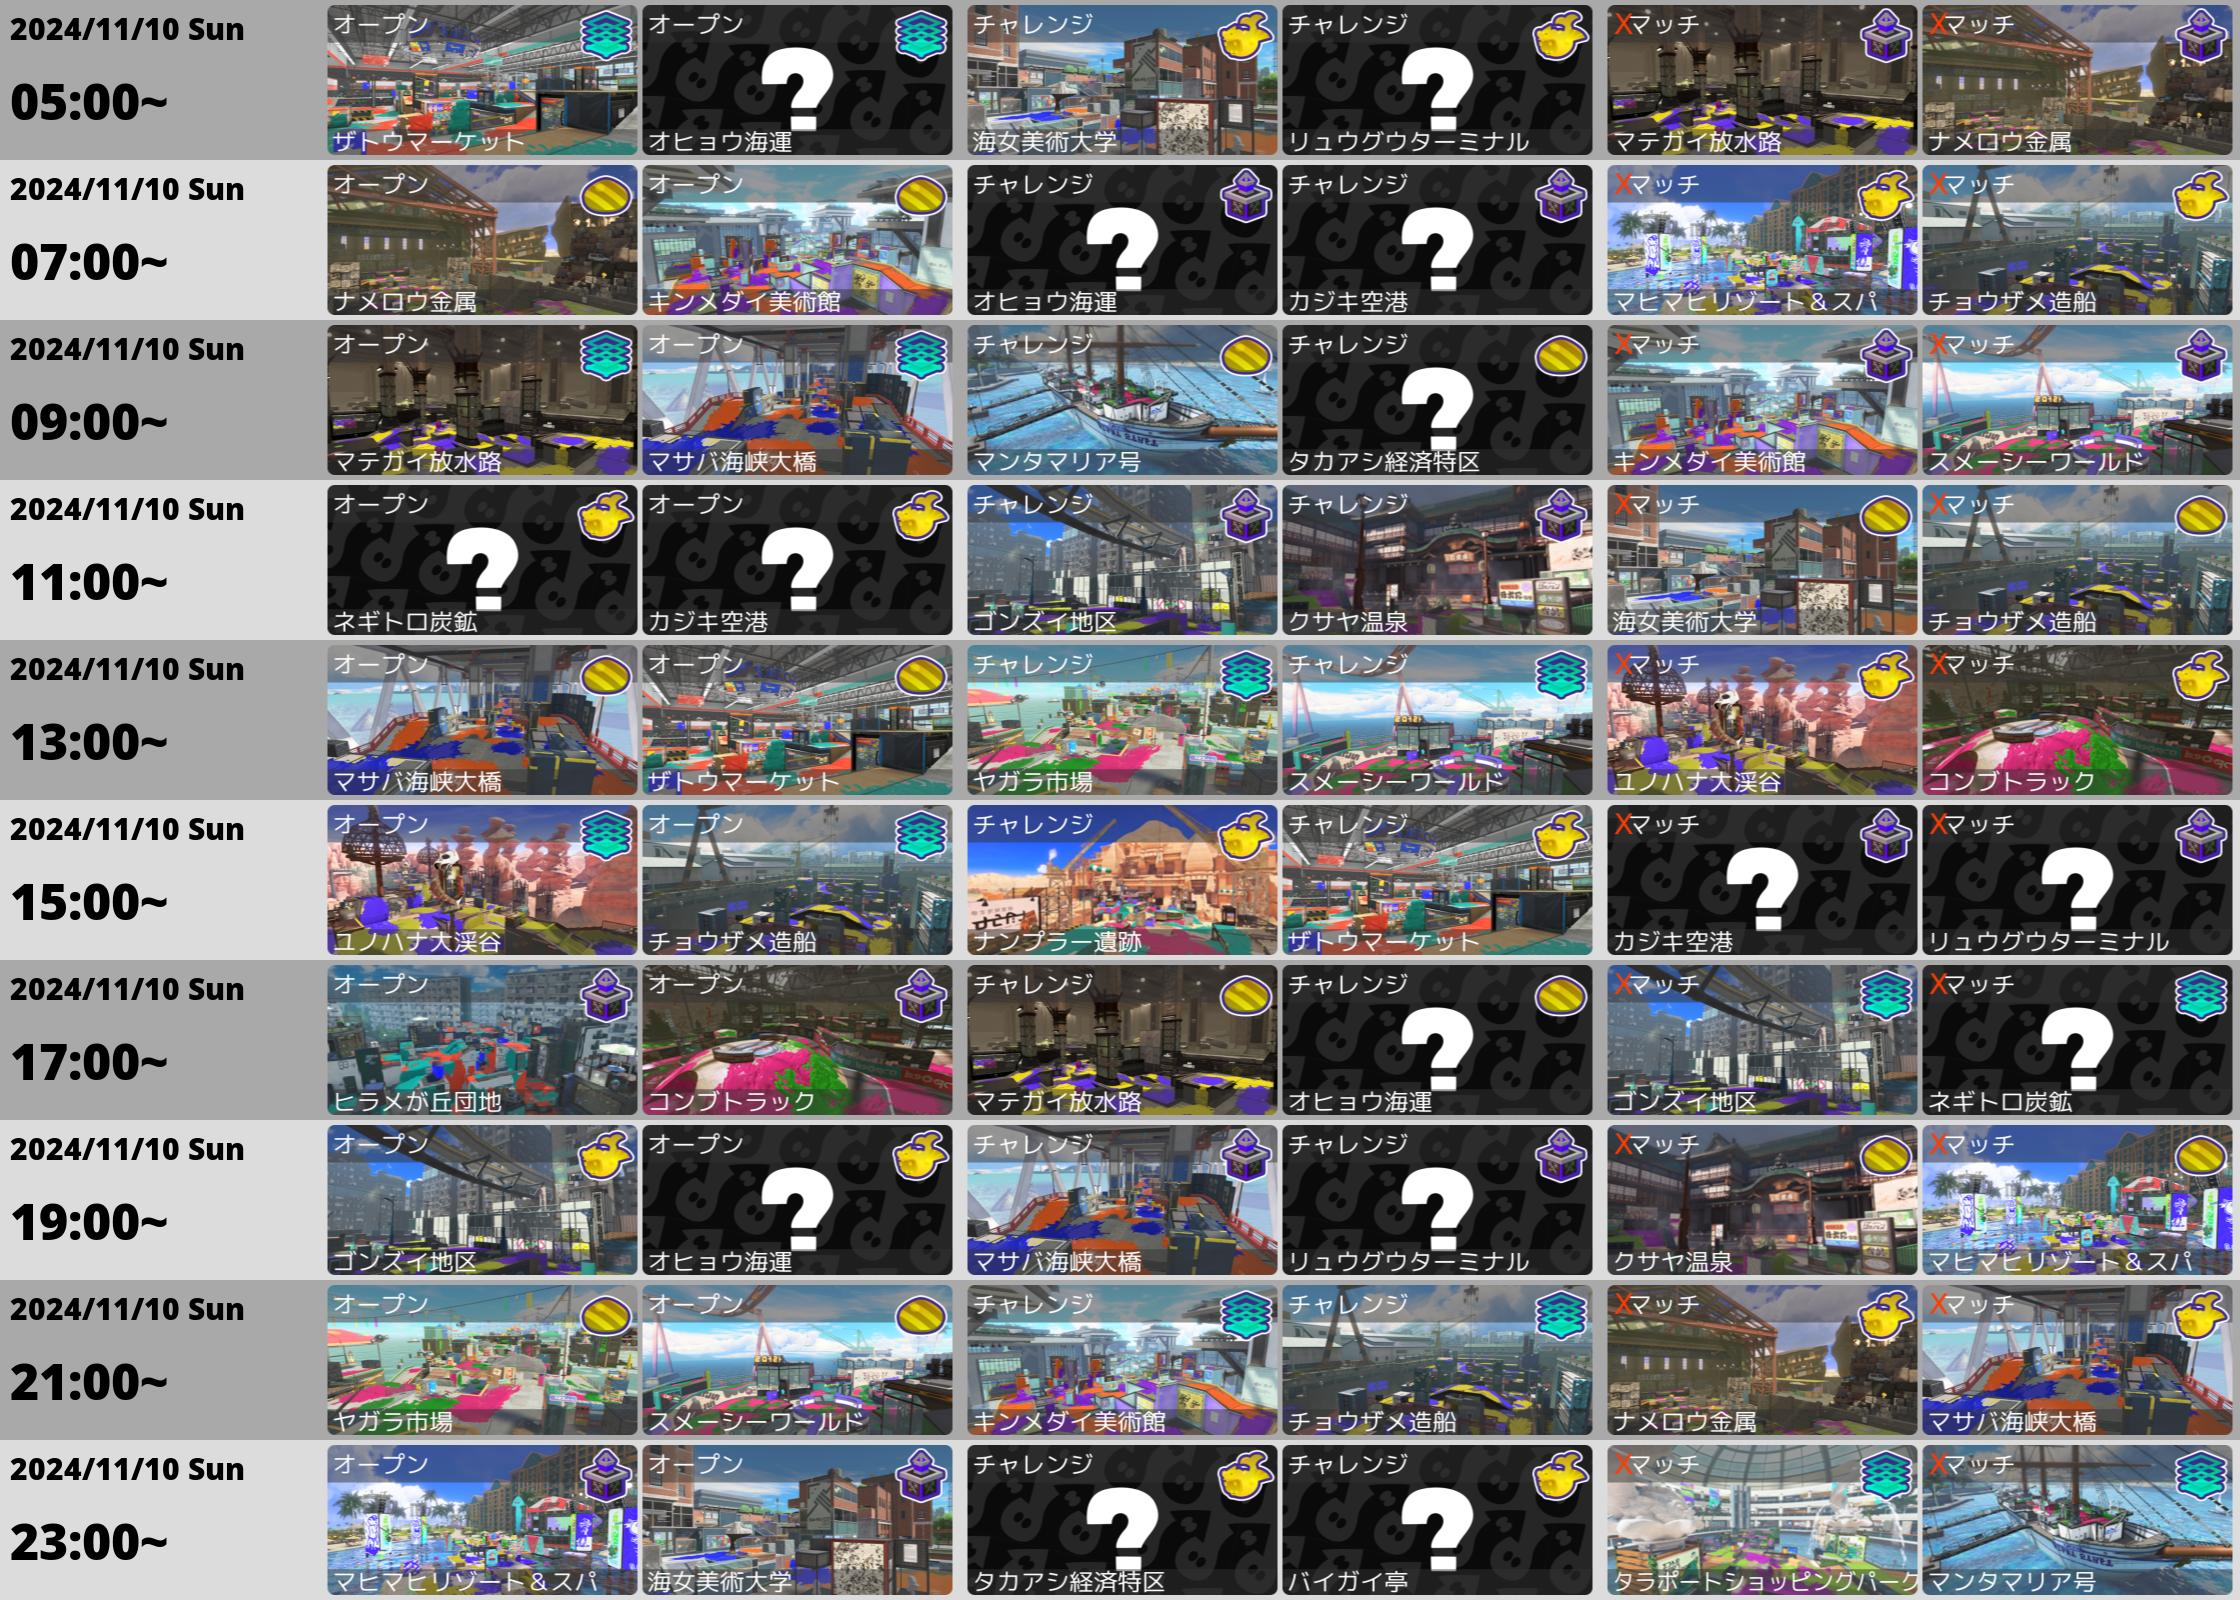 2024/11/10 Sun
05:00~
オープン
ザトウマーケット
オープン
オヒョウ海運
チャレンジ
海女美術大学
チャレンジ
リュウグウターミナル
Xマッチ
マテガイ放水路
Xマッチ
ナメロウ金属
2024/11/10 Sun
07:00~
オープン
ナメロウ金属
オープン
キンメダイ美術館
チャレンジ
オヒョウ海運
チャレンジ
カジキ空港
Xマッチ
マヒマヒリゾート＆スパ
Xマッチ
チョウザメ造船
2024/11/10 Sun
09:00~
オープン
マテガイ放水路
オープン
マサバ海峡大橋
チャレンジ
マンタマリア号
チャレンジ
タカアシ経済特区
Xマッチ
キンメダイ美術館
Xマッチ
スメーシーワールド
2024/11/10 Sun
11:00~
オープン
ネギトロ炭鉱
オープン
カジキ空港
チャレンジ
ゴンズイ地区
チャレンジ
クサヤ温泉
Xマッチ
海女美術大学
Xマッチ
チョウザメ造船
2024/11/10 Sun
13:00~
オープン
マサバ海峡大橋
オープン
ザトウマーケット
チャレンジ
ヤガラ市場
チャレンジ
スメーシーワールド
Xマッチ
ユノハナ大渓谷
Xマッチ
コンブトラック
2024/11/10 Sun
15:00~
オープン
ユノハナ大渓谷
オープン
チョウザメ造船
チャレンジ
ナンプラー遺跡
チャレンジ
ザトウマーケット
Xマッチ
カジキ空港
Xマッチ
リュウグウターミナル
2024/11/10 Sun
17:00~
オープン
ヒラメが丘団地
オープン
コンブトラック
チャレンジ
マテガイ放水路
チャレンジ
オヒョウ海運
Xマッチ
ゴンズイ地区
Xマッチ
ネギトロ炭鉱
2024/11/10 Sun
19:00~
オープン
ゴンズイ地区
オープン
オヒョウ海運
チャレンジ
マサバ海峡大橋
チャレンジ
リュウグウターミナル
Xマッチ
クサヤ温泉
Xマッチ
マヒマヒリゾート＆スパ
2024/11/10 Sun
21:00~
オープン
ヤガラ市場
オープン
スメーシーワールド
チャレンジ
キンメダイ美術館
チャレンジ
チョウザメ造船
Xマッチ
ナメロウ金属
Xマッチ
マサバ海峡大橋
2024/11/10 Sun
23:00~
オープン
マヒマヒリゾート＆スパ
オープン
海女美術大学
チャレンジ
タカアシ経済特区
チャレンジ
バイガイ亭
Xマッチ
タラポートショッピングパーク
Xマッチ
マンタマリア号